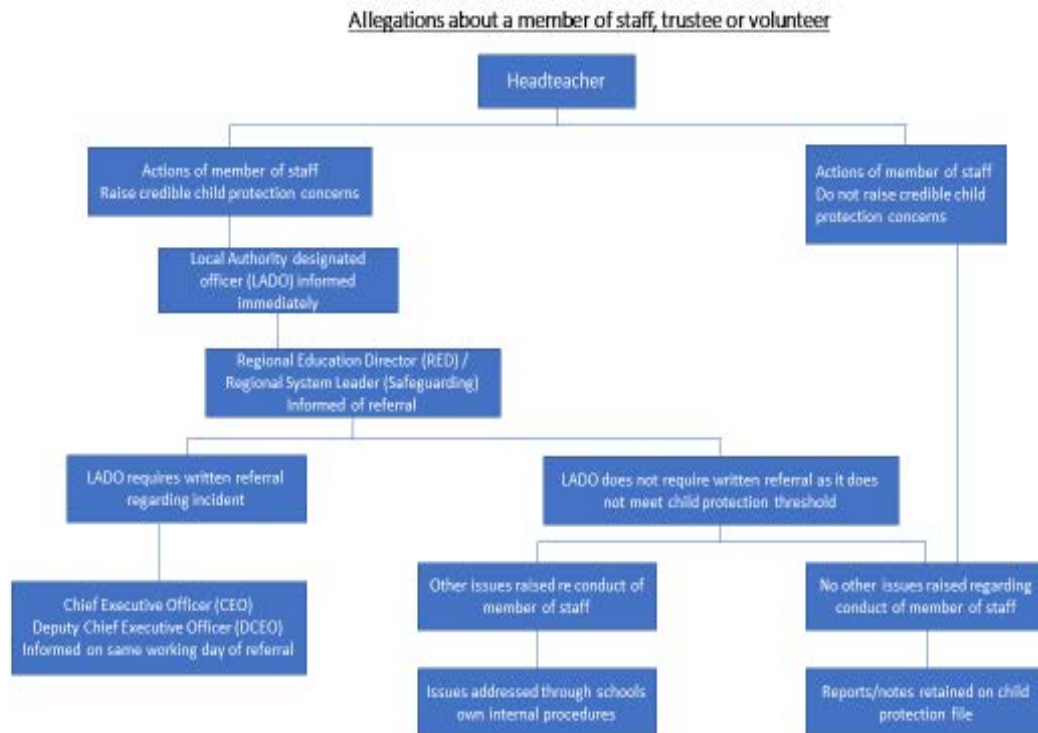 Allegations about a member of staff, trustee or volunteer
Headteacher
Actions of member of staff
Raise credible child protection concerns
Actions of member of staff
Do not raise credible child
protection concerns
Local Authority designated
officer (LADO) informed
immediately
Regional Education Director (RED) /
Regional System Leader (Safeguarding)
Informed of referral
LADO requires written referral
regarding incident
LADO does not require written referral as it does
not meet child protection threshold
Chief Executive Officer (CEO)
Deputy Chief Executive Officer (DCEO)
Informed on same working day of referral
Other issues raised re conduct of
member of staff
No other issues raised regarding
conduct of member of staff
Issues addressed through schools
own internal procedures
Reports/notes retained on child
protection file